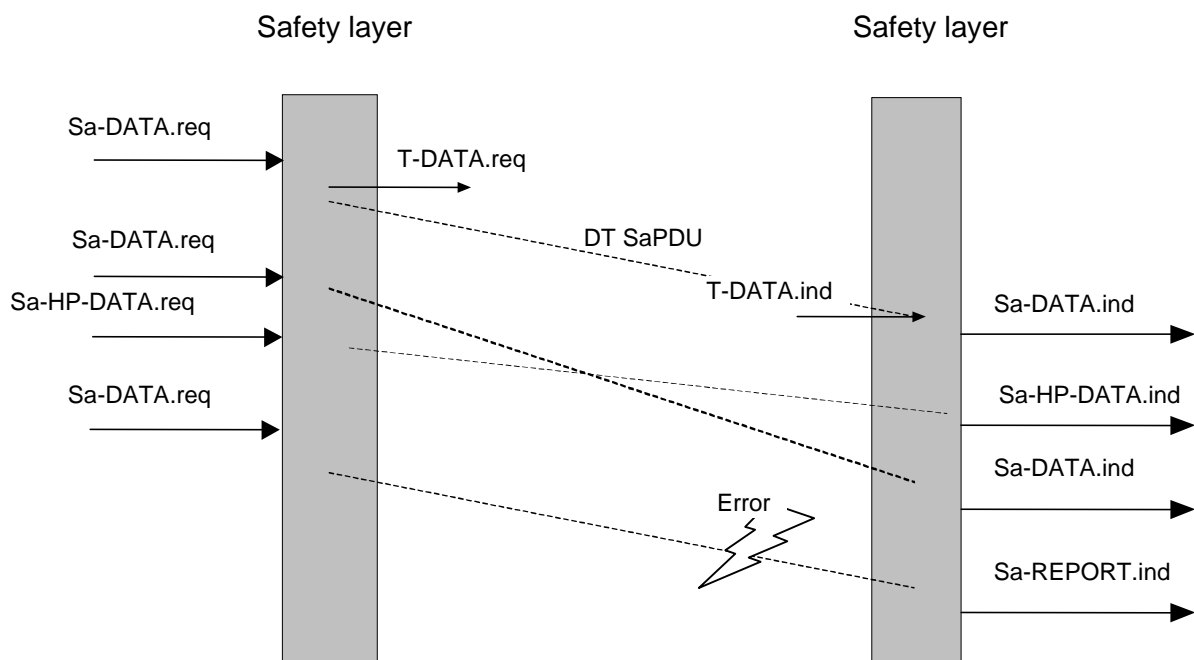 Safety layer
Safety layer
Sa-DATA.req
T-DATA.req
Sa-DATA.req
DT SaPDU
Sa-HP-DATA.req
T-DATA.ind
Sa-DATA.ind
Sa-DATA.req
Sa-HP-DATA.ind
Sa-DATA.ind
Error
Sa-REPORT.ind